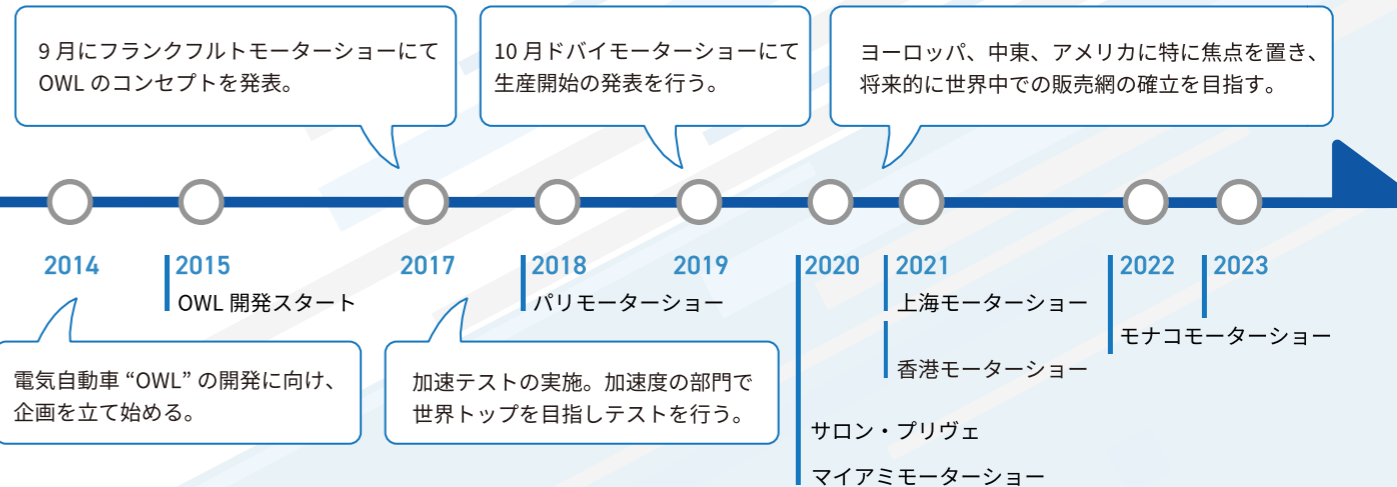 9 月にフランクフルトモーターショーにて
OWL のコンセプトを発表。
10 月ドバイモーターショーにて
生産開始の発表を行う。
ヨーロッパ、中東、アメリカに特に焦点を置き、
将来的に世界中での販売網の確立を目指す。
2014
2015
2017
2018
2019
2020
2021
2022
2023
OWL 開発スタート
パリモーターショー
上海モーターショー
モナコモーターショー
香港モーターショー
電気自動車 “OWL” の開発に向け、
企画を立て始める。
加速テストの実施。加速度の部門で
世界トップを目指しテストを行う。
サロン・プリヴェ
マイアミモーターショー